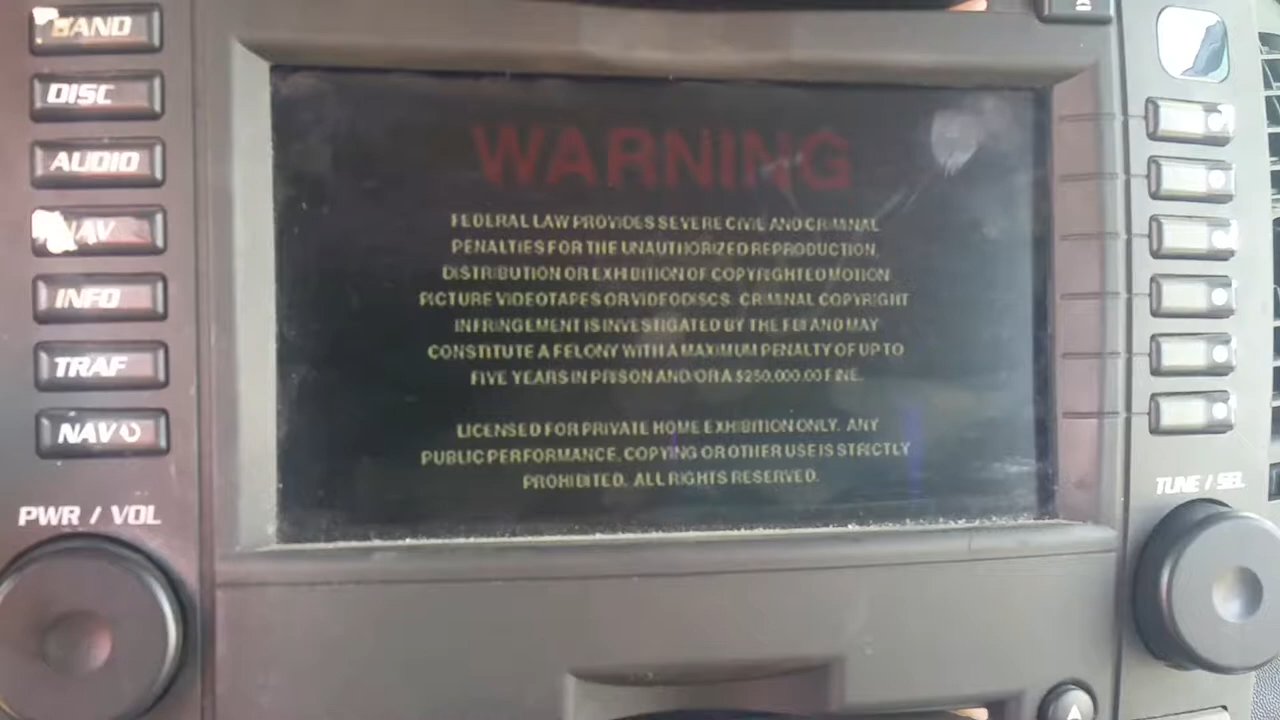 BAND
DISC
AUDIO
NAV
INFO
TRAF
NAV
PWR / VOL
WARNING
FEDERAL LAW PROVIDES SEVERE CIVIL AND CRIMINAL
PENALTIES FOR THE UNAUTHORIZED REPRODUCTION,
DISTRIBUTION OR EXHIBITION OF COPYRIGHTED MOTION
PICTURE VIDEOTAPES OR VIDEODISCS. CRIMINAL COPYRIGHT
INFRINGEMENT IS INVESTIGATED BY THE FBI AND MAY
CONSTITUTE A FELONY WITH A MAXIMUM PENALTY OF UP TO
FIVE YEARS IN PRISON AND/OR A $250,000.00 FINE.
LICENSED FOR PRIVATE HOME EXHIBITION ONLY. ANY
PUBLIC PERFORMANCE, COPYING OR OTHER USE IS STRICTLY
PROHIBITED. ALL RIGHTS RESERVED.
TUNE / SEL